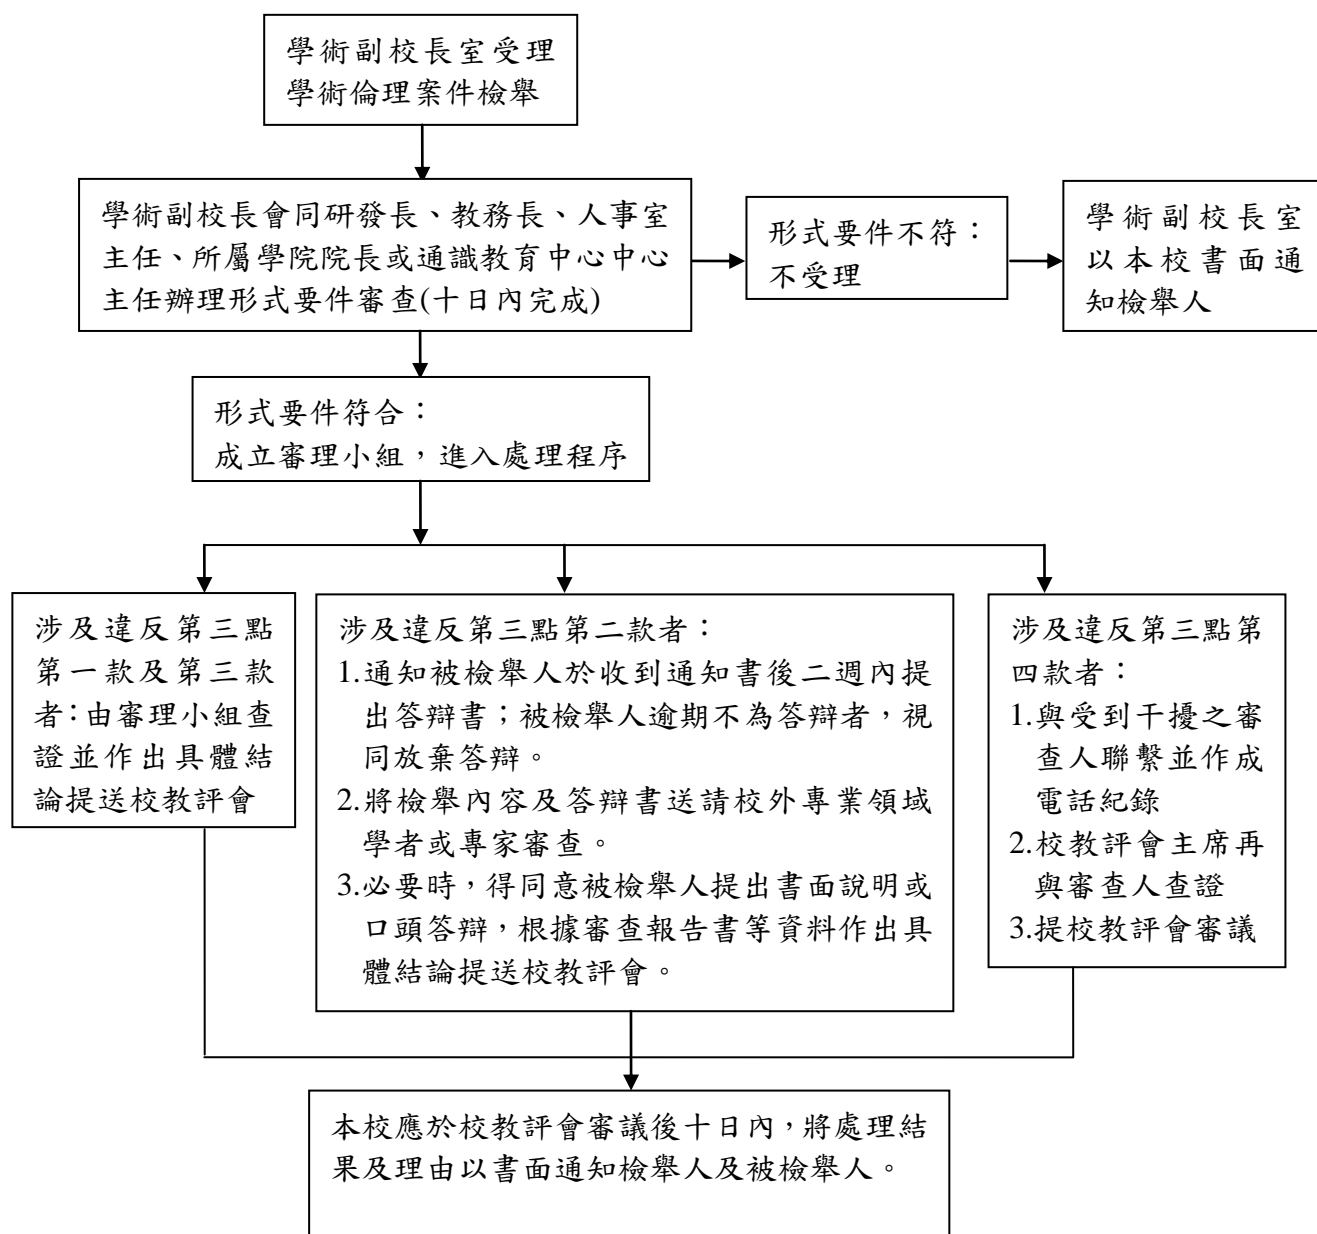 學術副校長室受理
學術倫理案件檢舉
學術副校長會同研發長、教務長、人事室
主任、所屬學院院長或通識教育中心中心
主任辦理形式要件審查(十日內完成)
形式要件不符：
不受理
學術副校長室
以本校書面通
知檢舉人
形式要件符合：
成立審理小組，進入處理程序
涉及違反第三點
第一款及第三款
者：由審理小組查
證並作出具體結
論提送校教評會
涉及違反第三點第二款者：
1.通知被檢舉人於收到通知書後二週內提
出答辯書；被檢舉人逾期不為答辯者，視
同放棄答辯。
2.將檢舉內容及答辯書送請校外專業領域
學者或專家審查。
3.必要時，得同意被檢舉人提出書面說明或
口頭答辯，根據審查報告書等資料作出具
體結論提送校教評會。
涉及違反第三點第
四款者：
1.與受到干擾之審
查人聯繫並作成
電話紀錄
2.校教評會主席再
與審查人查證
3.提校教評會審議
本校應於校教評會審議後十日內，將處理結
果及理由以書面通知檢舉人及被檢舉人。